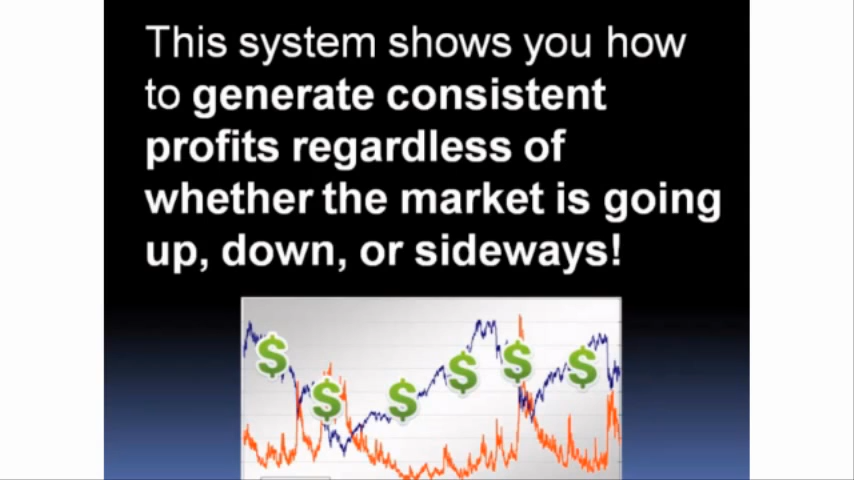 This system shows you how
to generate consistent
profits regardless of
whether the market is going
up, down, or sideways!
$ $ $ $ $ $